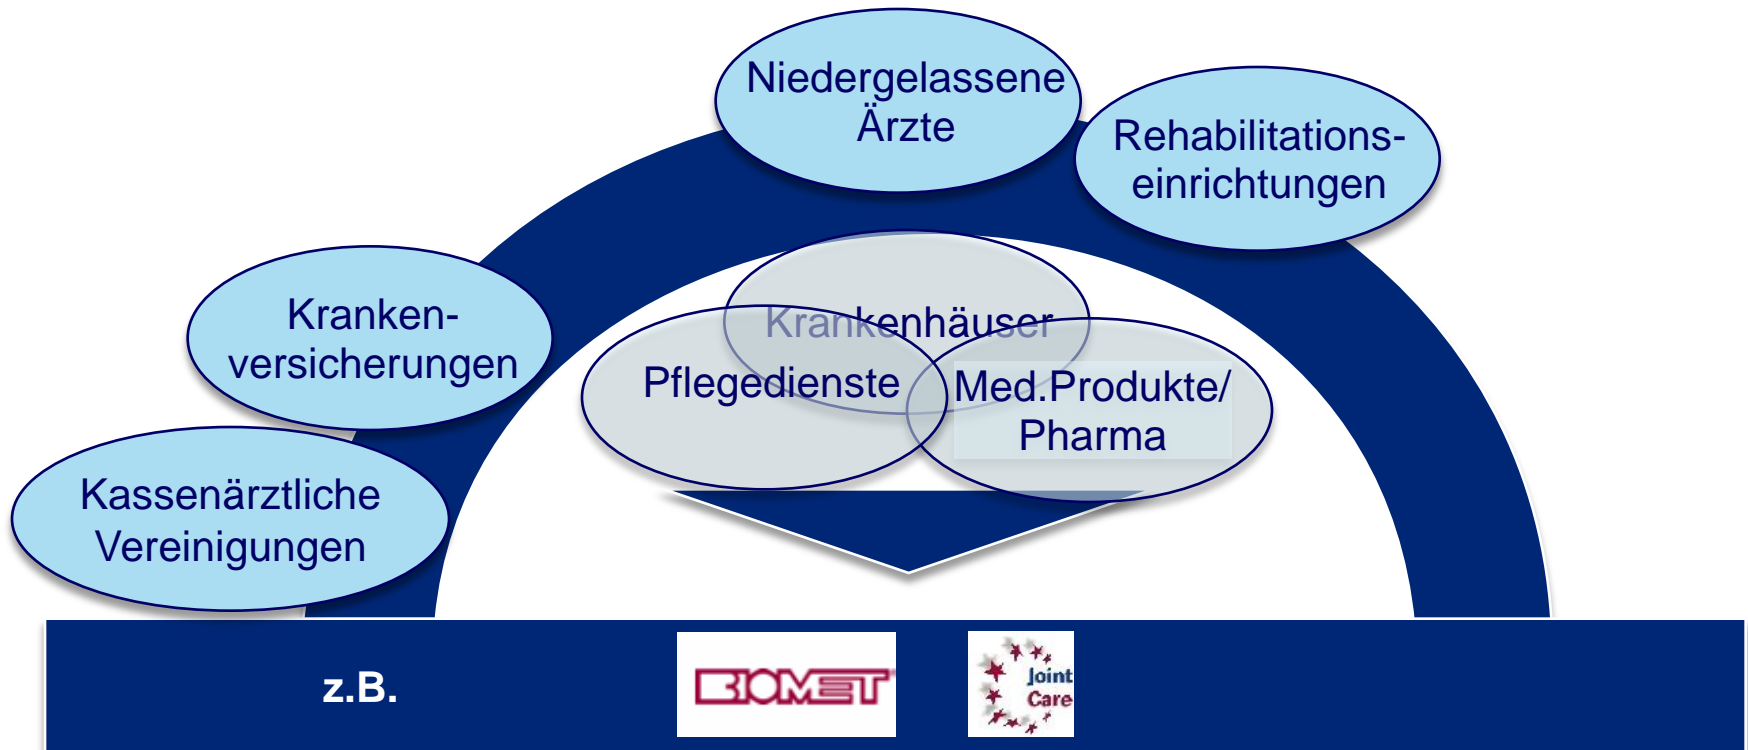 Niedergelassene
Ärzte
Rehabilitations-
einrichtungen
Kranken-
versicherungen
Krankenhäuser
Pflegedienste
Med.Produkte/
Pharma
Kassenärztliche
Vereinigungen
z.B.
BIOMET
Joint
Care